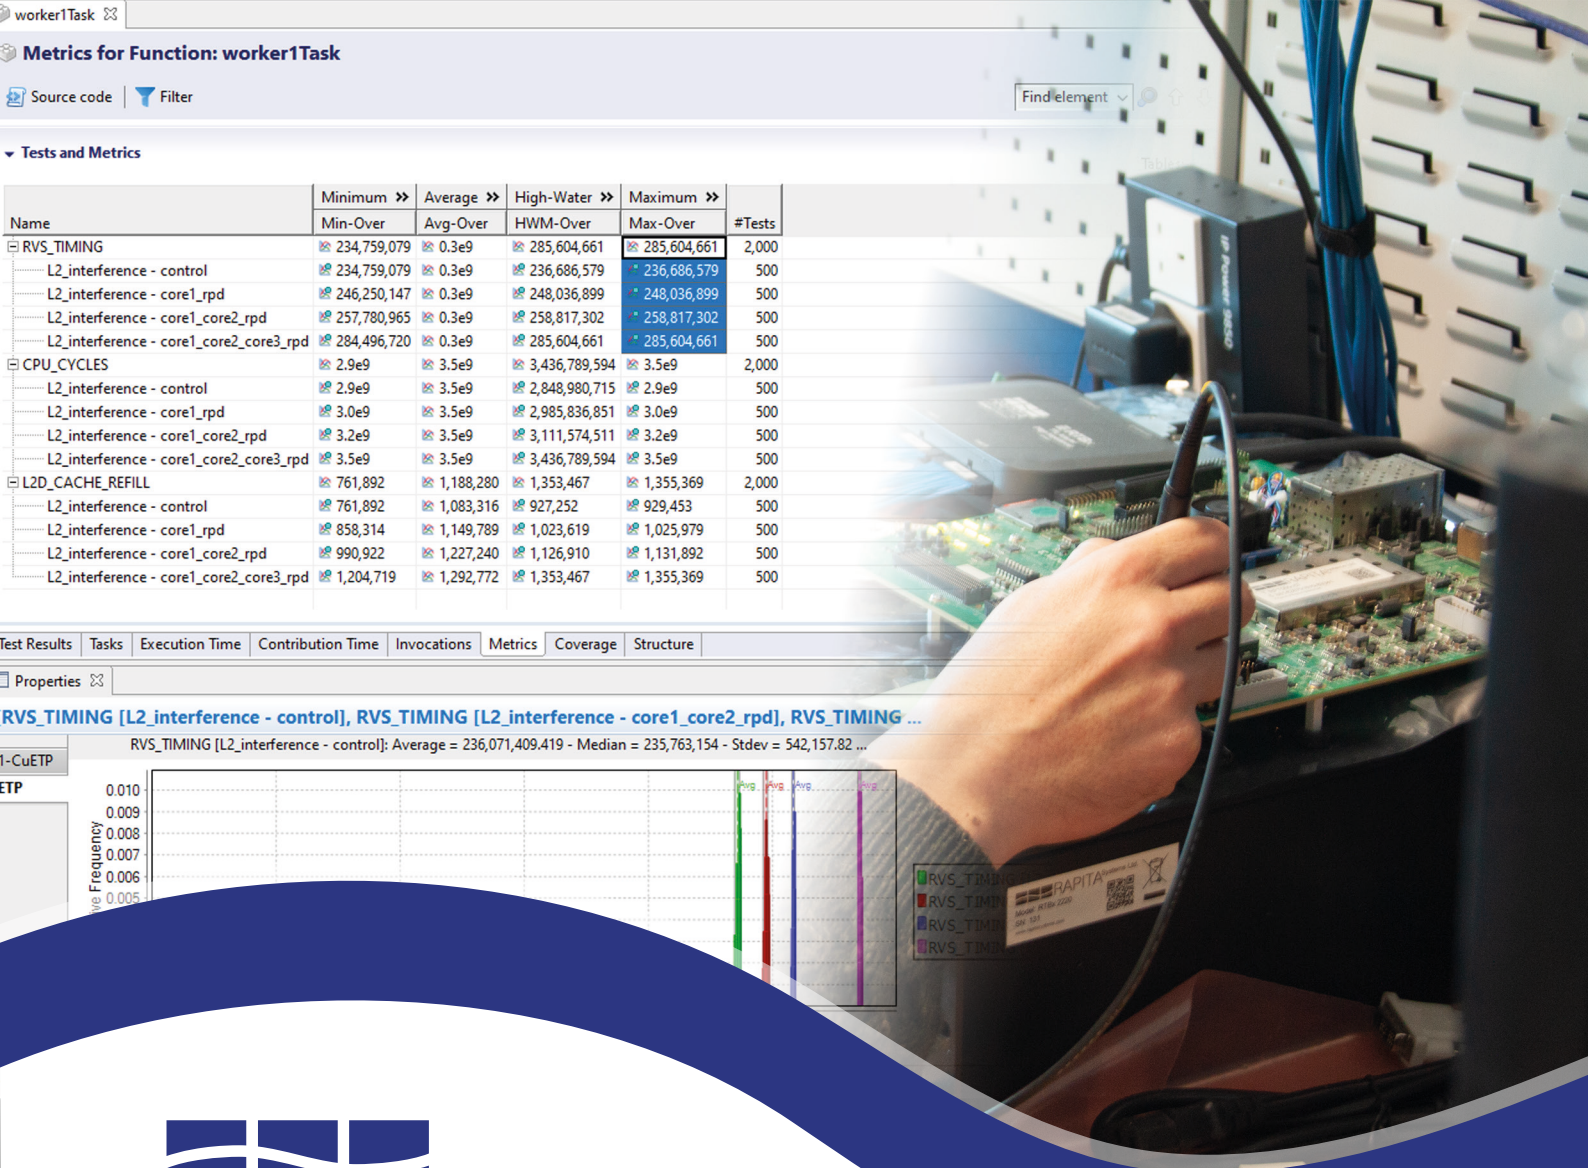 worker1Task
Metrics for Function: worker1Task
Source code Filter Find element
Tests and Metrics
Minimum Average High-Water Maximum
Name Min-Over Avg-Over HWM-Over Max-Over #Tests
RVS_TIMING 234,759,079 0.3e9 285,604,661 285,604,661 2,000
L2_interference - control 234,759,079 0.3e9 236,686,579 236,686,579 500
L2_interference - core1_rpd 246,250,147 0.3e9 248,036,899 248,036,899 500
L2_interference - core1_core2_rpd 257,780,965 0.3e9 258,817,302 258,817,302 500
L2_interference - core1_core2_core3_rpd 284,496,720 0.3e9 285,604,661 285,604,661 500
CPU_CYCLES 2.9e9 3.5e9 3,436,789,594 3.5e9 2,000
L2_interference - control 2.9e9 3.5e9 2,848,980,715 2.9e9 500
L2_interference - core1_rpd 3.0e9 3.5e9 2,985,836,851 3.0e9 500
L2_interference - core1_core2_rpd 3.2e9 3.5e9 3,111,574,511 3.2e9 500
L2_interference - core1_core2_core3_rpd 3.5e9 3.5e9 3,436,789,594 3.5e9 500
L2D_CACHE_REFILL 761,892 1,188,280 1,353,467 1,355,369 2,000
L2_interference - control 761,892 1,083,316 927,252 929,453 500
L2_interference - core1_rpd 858,314 1,149,789 1,023,619 1,025,979 500
L2_interference - core1_core2_rpd 990,922 1,227,240 1,126,910 1,131,892 500
L2_interference - core1_core2_core3_rpd 1,204,719 1,292,772 1,353,467 1,355,369 500
Test Results Tasks Execution Time Contribution Time Invocations Metrics Coverage Structure
Properties
RVS_TIMING [L2_interference - control], RVS_TIMING [L2_interference - core1_core2_rpd], RVS_TIMING ...
RVS_TIMING [L2_interference - control]: Average = 236,071,409.419 - Median = 235,763,154 - Stdev = 542,157.82 ...
1-CuETP
ETP
0.010
0.009
0.008
0.007
0.006
0.005
ive Frequency
Avg Avg Avg Avg
RVS_TIMING
RVS_TIMIN
RVS_TIMIN
RVS_TIMING
IP Power 9850
RAPITA Systems Ltd.